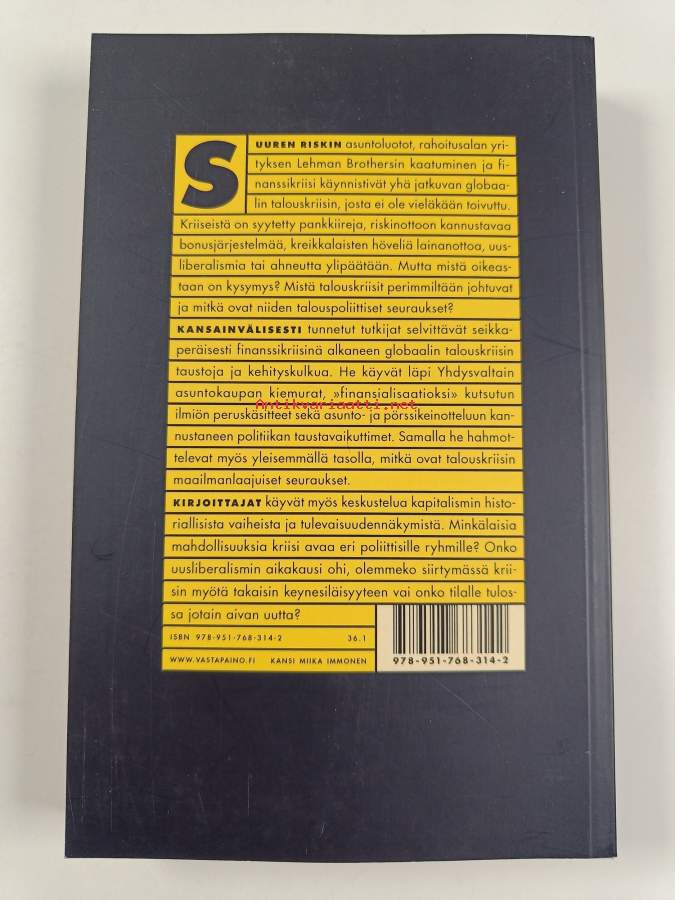 SUUREN RISKIN asuntoluotot, rahoitusalan yri-
tyksen Lehman Brothersin kaatuminen ja fi-
nanssikriisi käynnistivät yhä jatkuvan globaa-
lin talouskriisin, josta ei ole vieläkään toivuttu.
Kriiseistä on syytetty pankkiireja, riskinottoon kannustavaa
bonusjärjestelmää, kreikkalaisten höveliä lainanottoa, uus-
liberalismia tai ahneutta ylipäätään. Mutta mistä oikeas-
taan on kysymys? Mistä talouskriisit perimmiltään johtuvat
ja mitkä ovat niiden talouspoliittiset seuraukset?
KANSAINVÄLISESTI tunnetut tutkijat selvittävät seikka-
peräisesti finanssikriisinä alkaneen globaalin talouskriisin
taustoja ja kehityskulkua. He käyvät läpi Yhdysvaltain
asuntokaupan kiemurat, »finansialisaatioksi» kutsutun
Antikvariaatti.net
ilmiön peruskäsitteet sekä asunto- ja pörssikeinotteluun kan-
nustaneen politiikan taustavaikuttimet. Samalla he hahmot-
televat myös yleisemmällä tasolla, mitkä ovat talouskriisin
maailmanlaajuiset seuraukset.
KIRJOITTAJAT käyvät myös keskustelua kapitalismin histo-
riallisista vaiheista ja tulevaisuudennäkymistä. Minkälaisia
mahdollisuuksia kriisi avaa eri poliittisille ryhmille? Onko
uusliberalismin aikakausi ohi, olemmeko siirtymässä krii-
sin myötä takaisin keynesiläisyyteen vai onko tilalle tulos-
sa jotain aivan uutta?
ISBN 978-951-768-314-2 36.1
WWW.VASTAPAINO.FI KANSI MIIKA IMMONEN
978-951-768-314-2